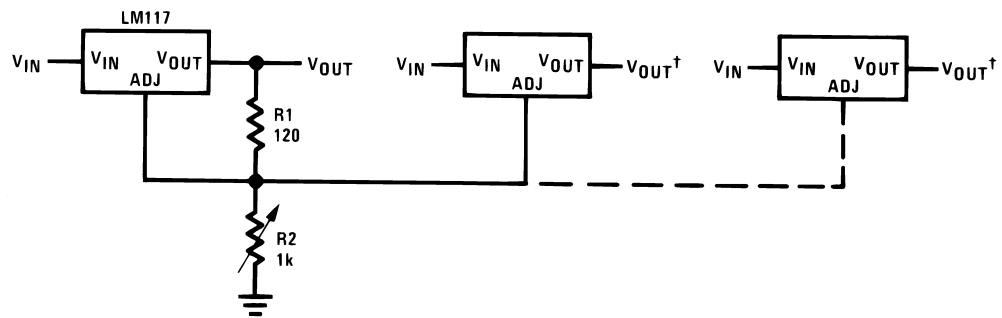 LM117
VIN VIN VOUT VOUT
ADJ
R1
120
R2
1k
VIN VIN VOUT VOUT†
ADJ
VIN VIN VOUT VOUT†
ADJ